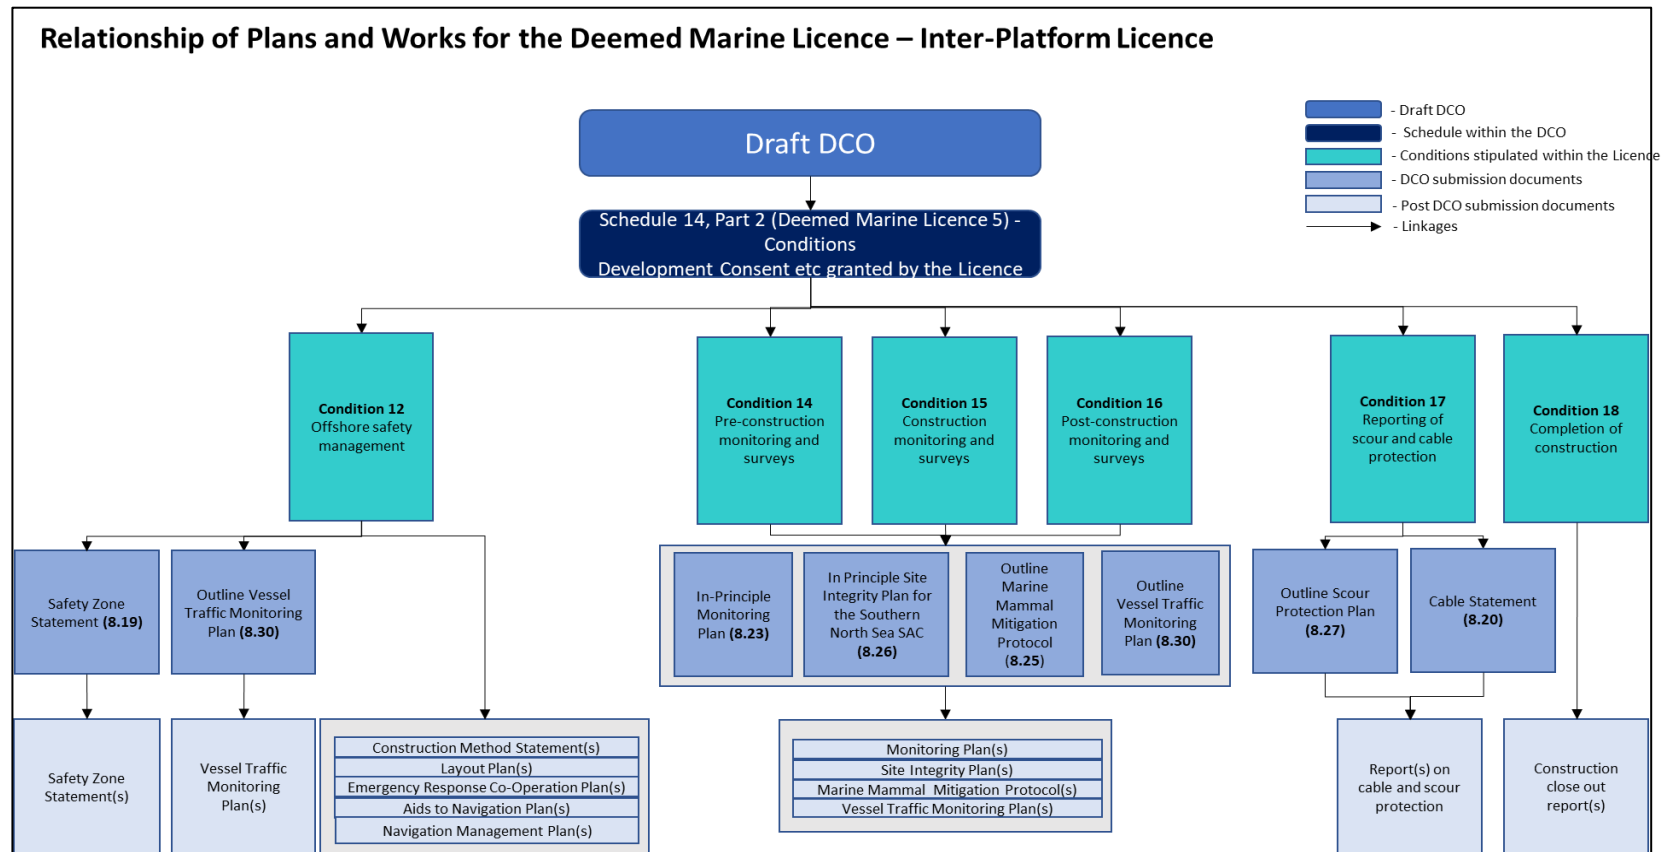 Relationship of Plans and Works for the Deemed Marine Licence – Inter-Platform Licence
- Draft DCO
- Schedule within the DCO
- Conditions stipulated within the Licence
- DCO submission documents
- Post DCO submission documents
- Linkages
Draft DCO
Schedule 14, Part 2 (Deemed Marine Licence 5) -
Conditions
Development Consent etc granted by the Licence
Condition 12
Offshore safety
management
Condition 14
Pre-construction
monitoring and
surveys
Condition 15
Construction
monitoring and
surveys
Condition 16
Post-construction
monitoring and
surveys
Condition 17
Reporting of
scour and cable
protection
Condition 18
Completion of
construction
Safety Zone
Statement (8.19)
Outline Vessel
Traffic Monitoring
Plan (8.30)
In-Principle
Monitoring
Plan (8.23)
In Principle Site
Integrity Plan for
the Southern
North Sea SAC
(8.26)
Outline
Marine
Mammal
Mitigation
Protocol
(8.25)
Outline
Vessel Traffic
Monitoring
Plan (8.30)
Outline Scour
Protection Plan
(8.27)
Cable Statement
(8.20)
Safety Zone
Statement(s)
Vessel Traffic
Monitoring
Plan(s)
Construction Method Statement(s)
Layout Plan(s)
Emergency Response Co-Operation Plan(s)
Aids to Navigation Plan(s)
Navigation Management Plan(s)
Monitoring Plan(s)
Site Integrity Plan(s)
Marine Mammal Mitigation Protocol(s)
Vessel Traffic Monitoring Plan(s)
Report(s) on
cable and scour
protection
Construction
close out
report(s)